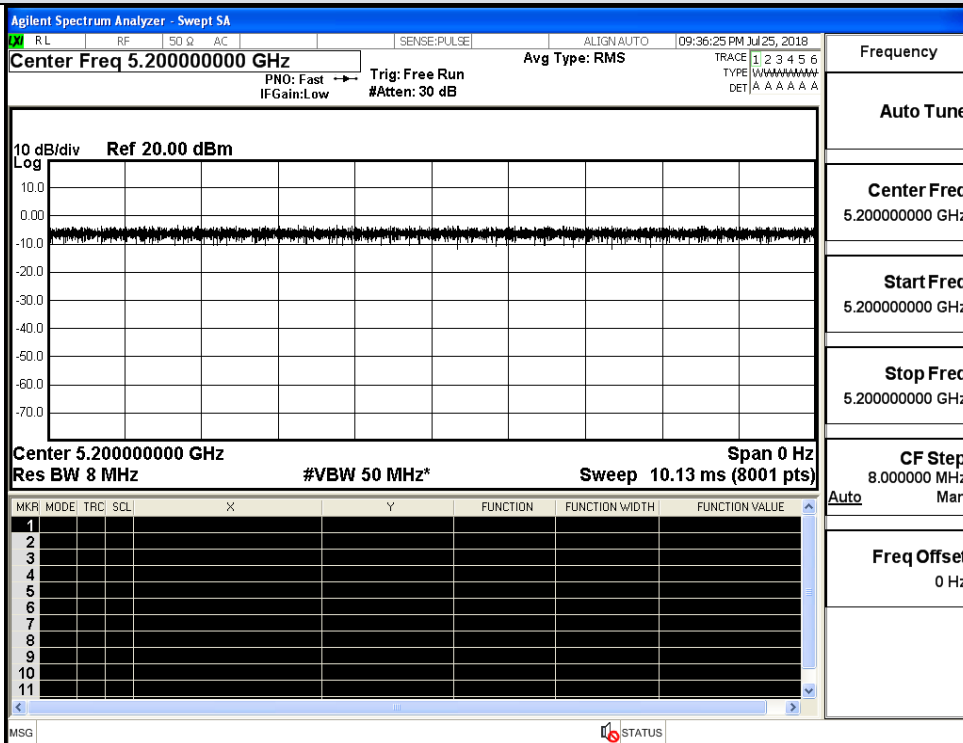 Agilent Spectrum Analyzer - Swept SA
LXI RL RF 50 Ω AC SENSE:PULSE ALIGN AUTO 09:36:25 PM Jul 25, 2018
Center Freq 5.200000000 GHz Avg Type: RMS TRACE 1 2 3 4 5 6
PNO: Fast Trig: Free Run TYPE WWWWWW
IFGain:Low #Atten: 30 dB DET A A A A A A
10 dB/div Ref 20.00 dBm
Log
10.0
0.00
-10.0
-20.0
-30.0
-40.0
-50.0
-60.0
-70.0
Center 5.200000000 GHz Span 0 Hz
Res BW 8 MHz #VBW 50 MHz* Sweep 10.13 ms (8001 pts)
MKR MODE TRC SCL X Y FUNCTION FUNCTION WIDTH FUNCTION VALUE
1
2
3
4
5
6
7
8
9
10
11
MSG STATUS
Frequency
Auto Tune
Center Freq
5.200000000 GHz
Start Freq
5.200000000 GHz
Stop Freq
5.200000000 GHz
CF Step
8.000000 MHz
Auto Man
Freq Offset
0 Hz